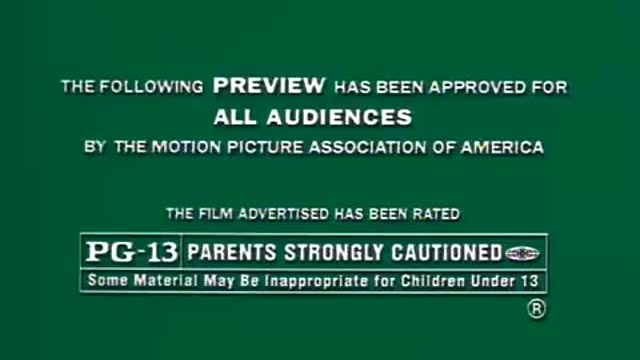 THE FOLLOWING PREVIEW HAS BEEN APPROVED FOR
ALL AUDIENCES
BY THE MOTION PICTURE ASSOCIATION OF AMERICA
THE FILM ADVERTISED HAS BEEN RATED
PG-13 PARENTS STRONGLY CAUTIONED
Some Material May Be Inappropriate for Children Under 13
®